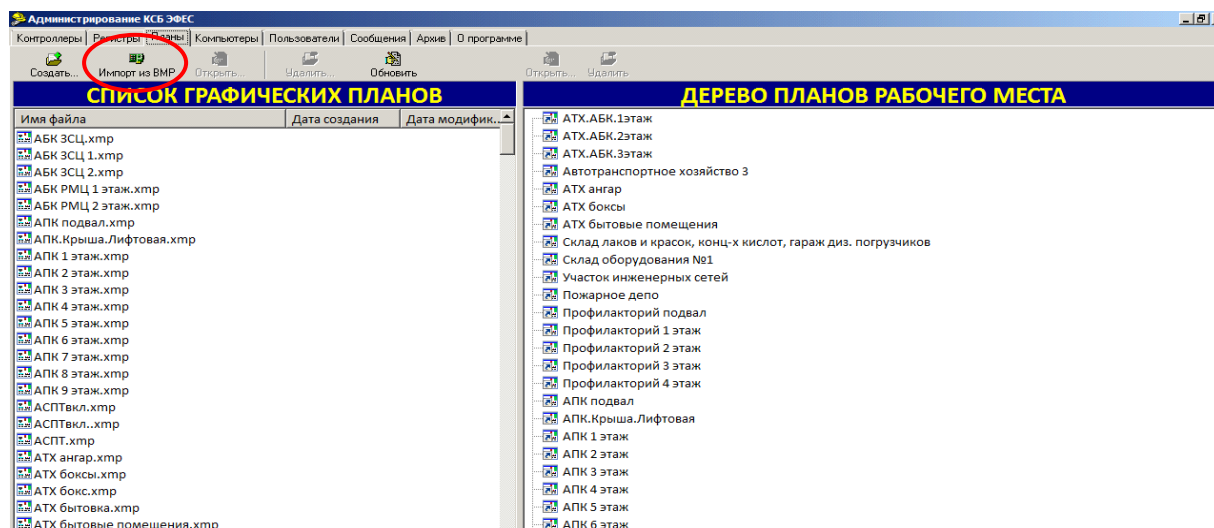 Администрирование КСБ ЭФЕС
Контроллеры Регистры Планы Компьютеры Пользователи Сообщения Архив О программе
Создать... Импорт из BMP Открыть... Удалить... Обновить Открыть... Удалить
СПИСОК ГРАФИЧЕСКИХ ПЛАНОВ
Имя файла Дата создания Дата модифик...
АБК ЗСЦ.xmp
АБК ЗСЦ 1.xmp
АБК ЗСЦ 2.xmp
АБК РМЦ 1 этаж.xmp
АБК РМЦ 2 этаж.xmp
АПК подвал.xmp
АПК.Крыша.Лифтовая.xmp
АПК 1 этаж.xmp
АПК 2 этаж.xmp
АПК 3 этаж.xmp
АПК 4 этаж.xmp
АПК 5 этаж.xmp
АПК 6 этаж.xmp
АПК 7 этаж.xmp
АПК 8 этаж.xmp
АПК 9 этаж.xmp
АСПТвкл.xmp
АСПТвкл..xmp
АСПТ.xmp
АТХ ангар.xmp
АТХ боксы.xmp
АТХ бокс.xmp
АТХ бытовка.xmp
АТХ бытовые помещения.xmp
ДЕРЕВО ПЛАНОВ РАБОЧЕГО МЕСТА
АТХ.АБК.1этаж
АТХ.АБК.2этаж
АТХ.АБК.3этаж
Автотранспортное хозяйство 3
АТХ ангар
АТХ боксы
АТХ бытовые помещения
Склад лаков и красок, конц-х кислот, гараж диз. погрузчиков
Склад оборудования №1
Участок инженерных сетей
Пожарное депо
Профилакторий подвал
Профилакторий 1 этаж
Профилакторий 2 этаж
Профилакторий 3 этаж
Профилакторий 4 этаж
АПК подвал
АПК.Крыша.Лифтовая
АПК 1 этаж
АПК 2 этаж
АПК 3 этаж
АПК 4 этаж
АПК 5 этаж
АПК 6 этаж